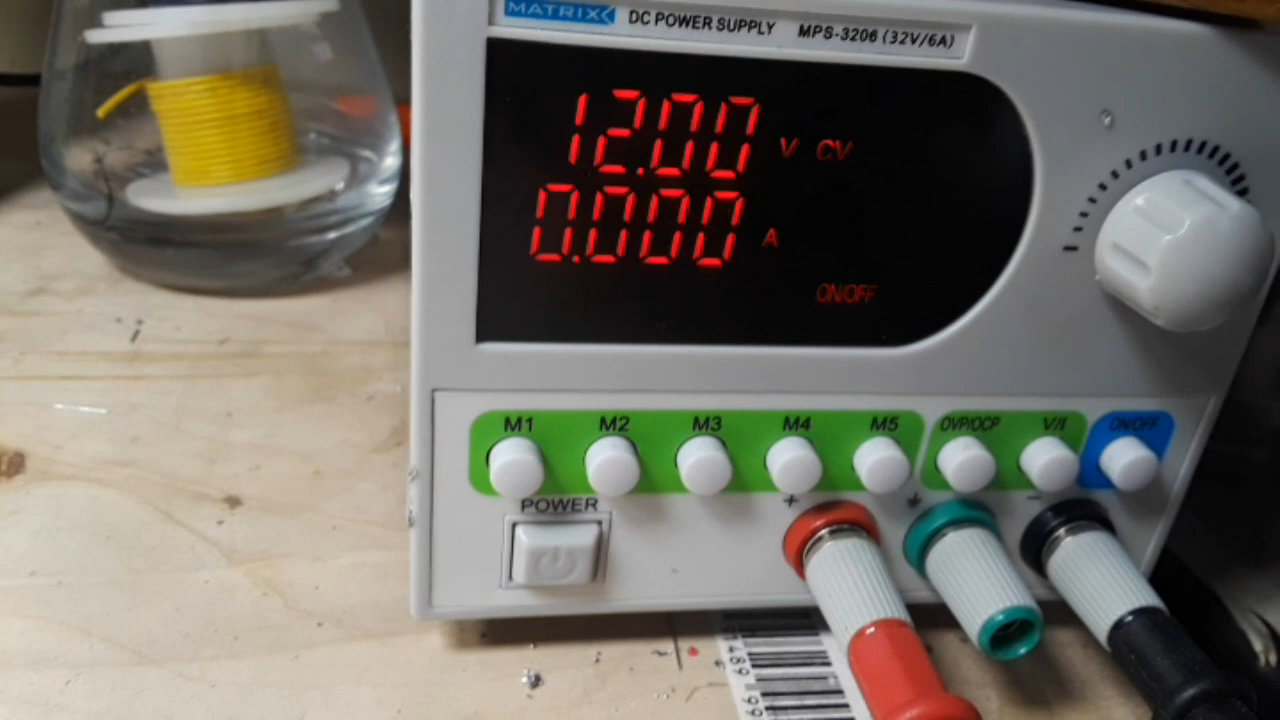 MATRIX DC POWER SUPPLY MPS-3206 (32V/6A)
12.00 V CV
0.000 A
ON/OFF
M1 M2 M3 M4 M5 OVP/OCP V/I ON/OFF
POWER + -